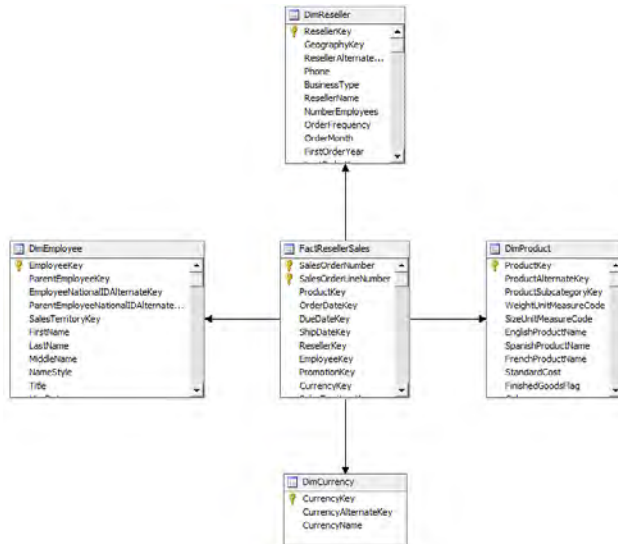 DimReseller
ResellerKey
GeographyKey
ResellerAlternate...
Phone
BusinessType
ResellerName
NumberEmployees
OrderFrequency
OrderMonth
FirstOrderYear
DimEmployee
EmployeeKey
ParentEmployeeKey
EmployeeNationalIDAlternateKey
ParentEmployeeNationalIDAlternate...
SalesTerritoryKey
FirstName
LastName
MiddleName
NameStyle
Title
FactResellerSales
SalesOrderNumber
SalesOrderLineNumber
ProductKey
OrderDateKey
DueDateKey
ShipDateKey
ResellerKey
EmployeeKey
PromotionKey
CurrencyKey
DimProduct
ProductKey
ProductAlternateKey
ProductSubcategoryKey
WeightUnitMeasureCode
SizeUnitMeasureCode
EnglishProductName
SpanishProductName
FrenchProductName
StandardCost
FinishedGoodsFlag
DimCurrency
CurrencyKey
CurrencyAlternateKey
CurrencyName